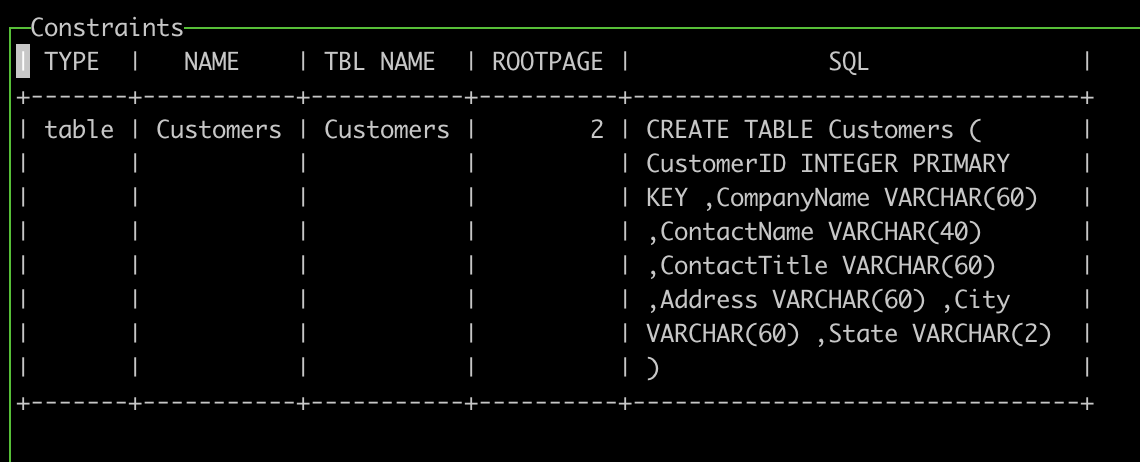 Constraints
| TYPE | NAME | TBL NAME | ROOTPAGE | SQL |
+-------+-----------+-----------+----------+--------------------------------+
| table | Customers | Customers | 2 | CREATE TABLE Customers ( |
| | | | | CustomerID INTEGER PRIMARY |
| | | | | KEY ,CompanyName VARCHAR(60) |
| | | | | ,ContactName VARCHAR(40) |
| | | | | ,ContactTitle VARCHAR(60) |
| | | | | ,Address VARCHAR(60) ,City |
| | | | | VARCHAR(60) ,State VARCHAR(2) |
| | | | | ) |
+-------+-----------+-----------+----------+--------------------------------+